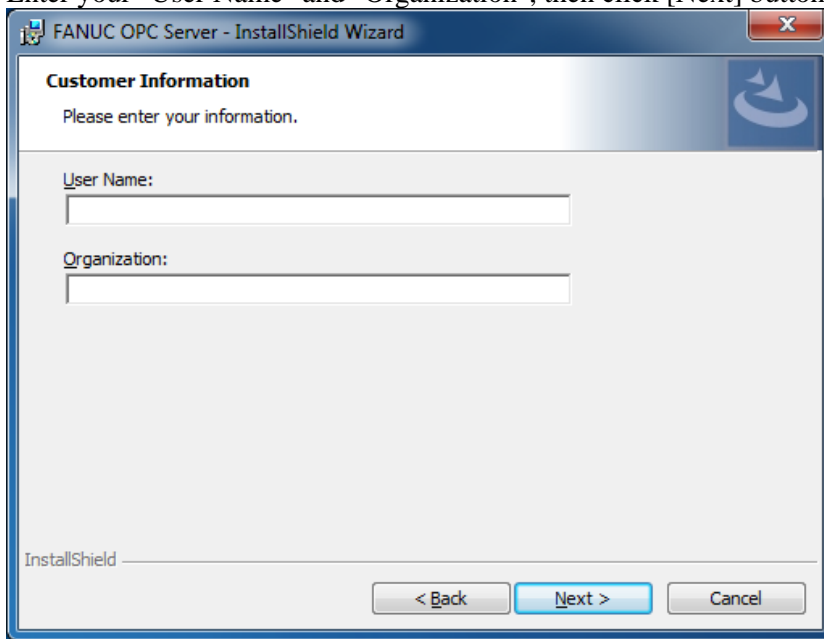 Enter your "User Name" and "Organization", then click [Next] button
FANUC OPC Server - InstallShield Wizard
Customer Information
Please enter your information.
User Name:
Organization:
InstallShield
< Back Next > Cancel